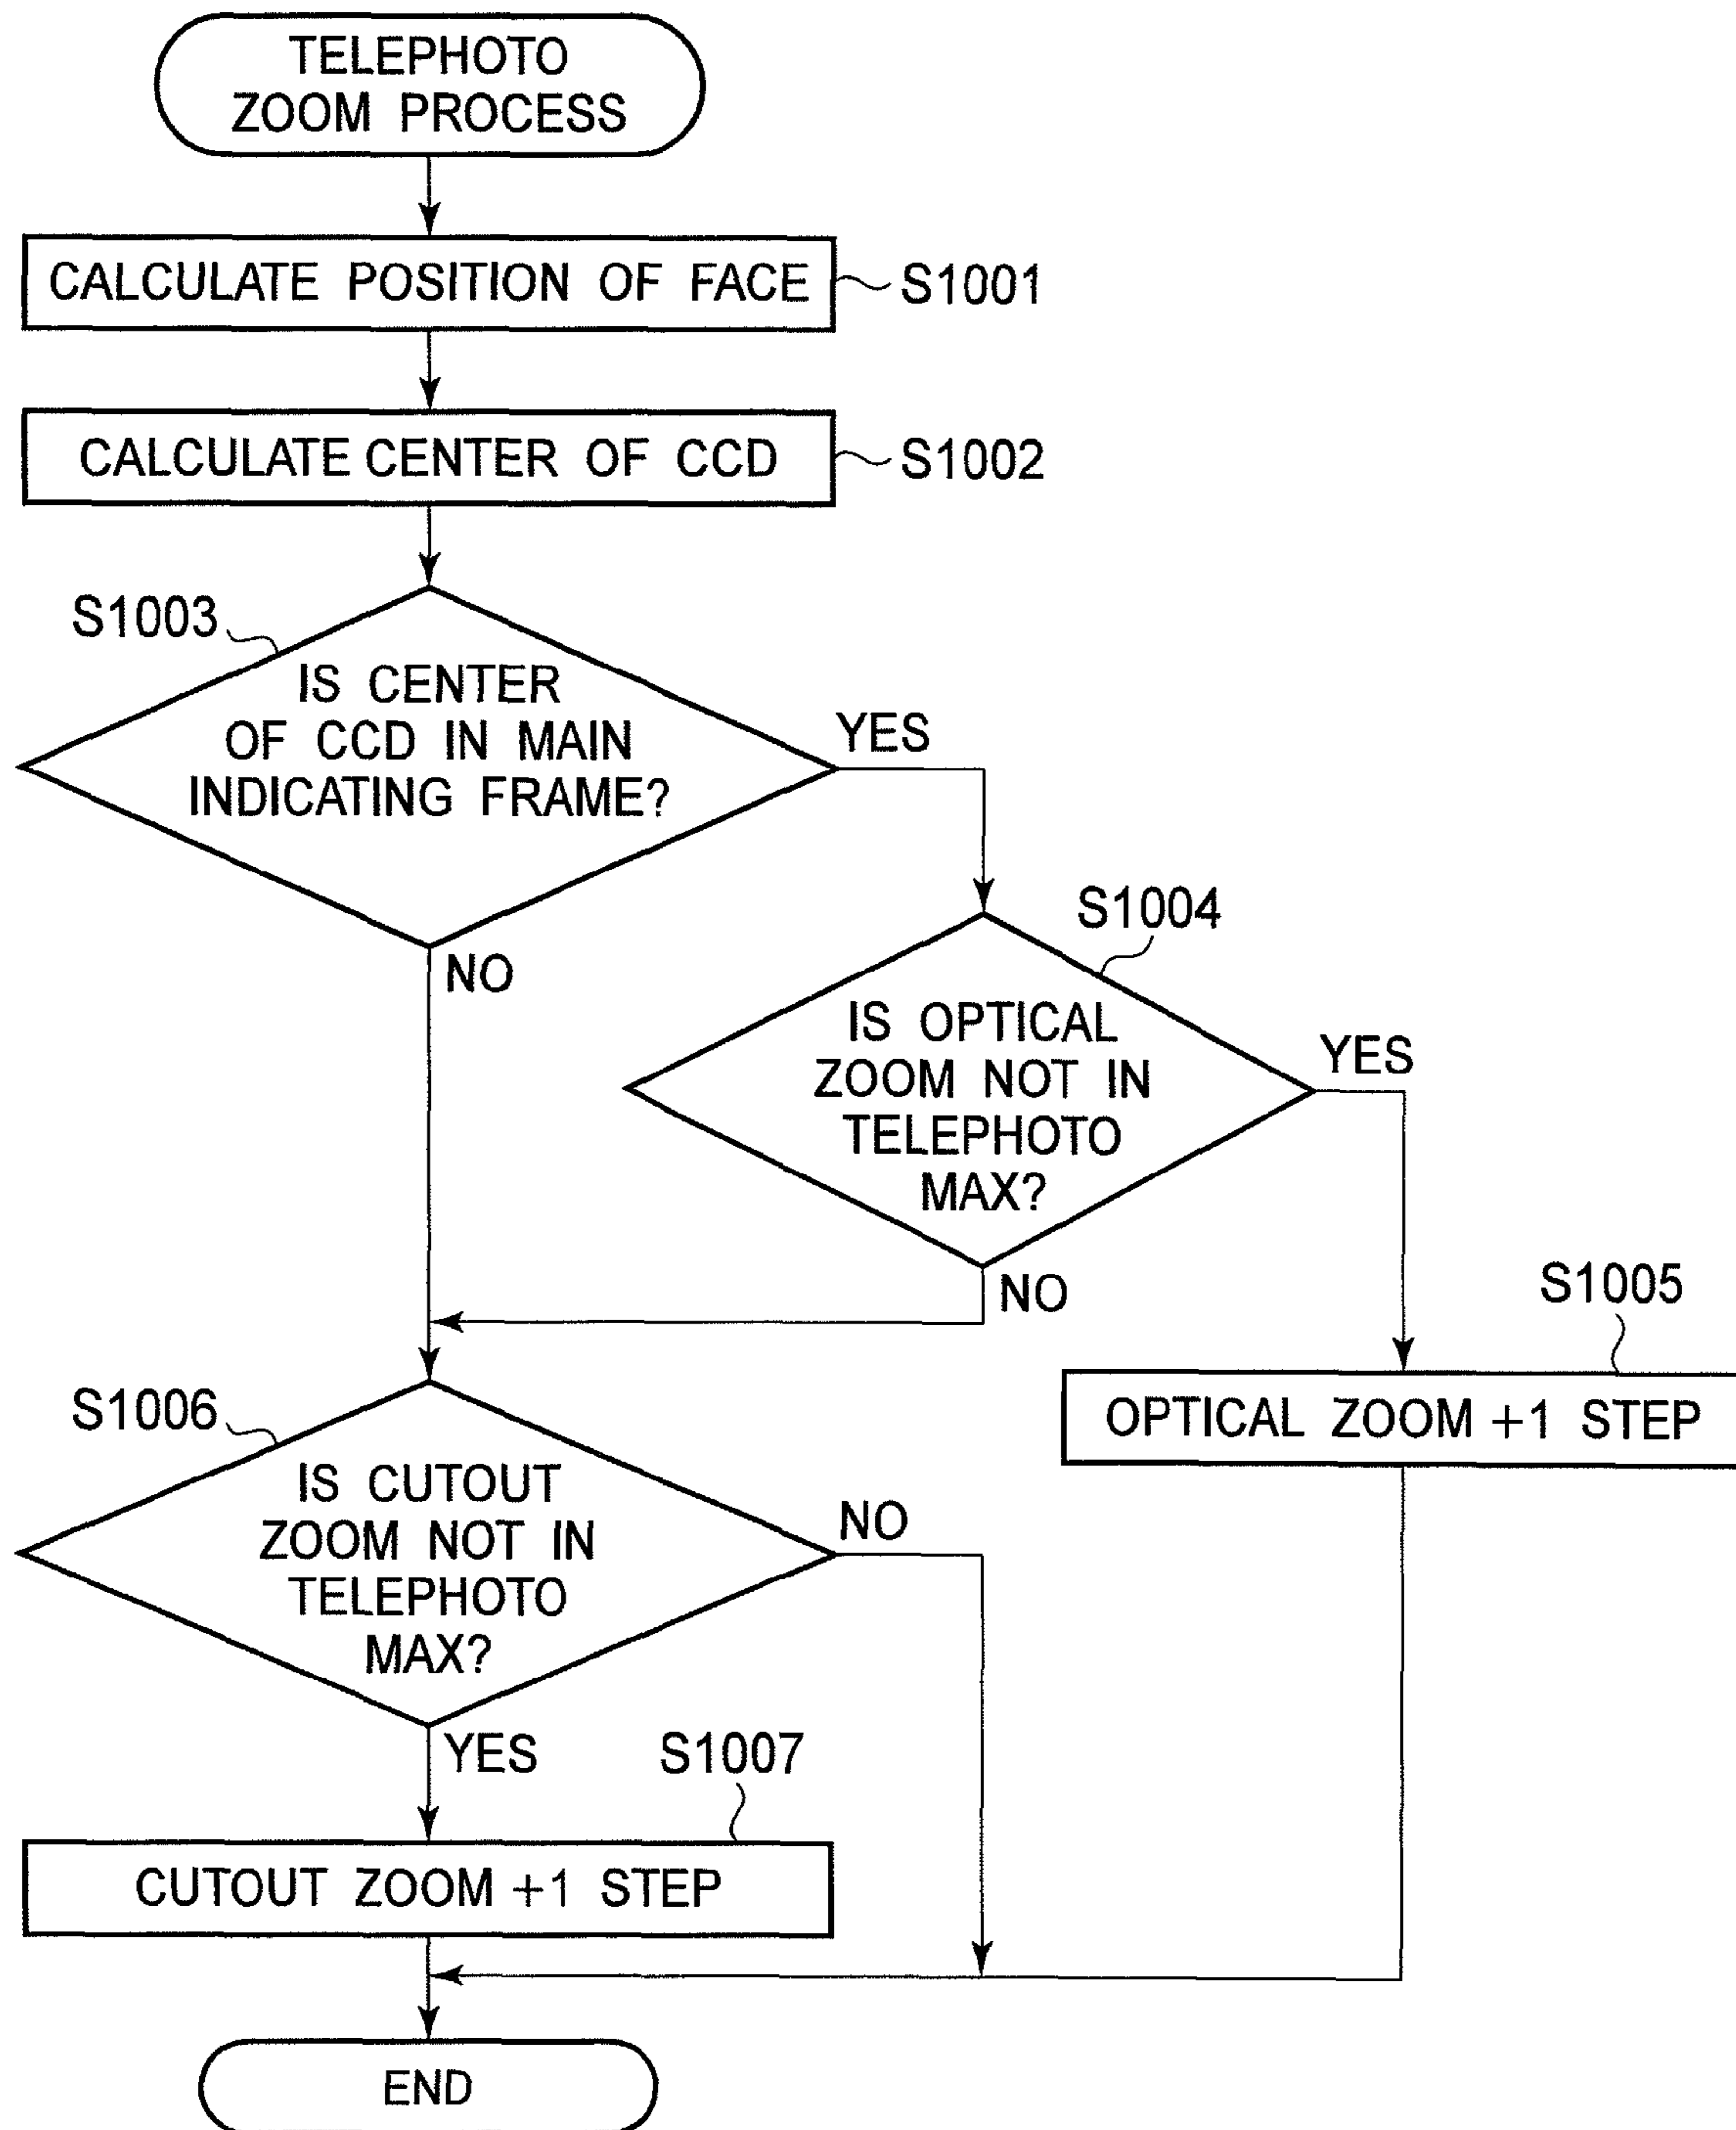 TELEPHOTO
ZOOM PROCESS
CALCULATE POSITION OF FACE
S1001
CALCULATE CENTER OF CCD
S1002
S1003
IS CENTER
OF CCD IN MAIN
INDICATING FRAME?
YES
NO
S1004
IS OPTICAL
ZOOM NOT IN
TELEPHOTO
MAX?
YES
NO
S1005
OPTICAL ZOOM +1 STEP
S1006
IS CUTOUT
ZOOM NOT IN
TELEPHOTO
MAX?
NO
YES
S1007
CUTOUT ZOOM +1 STEP
END